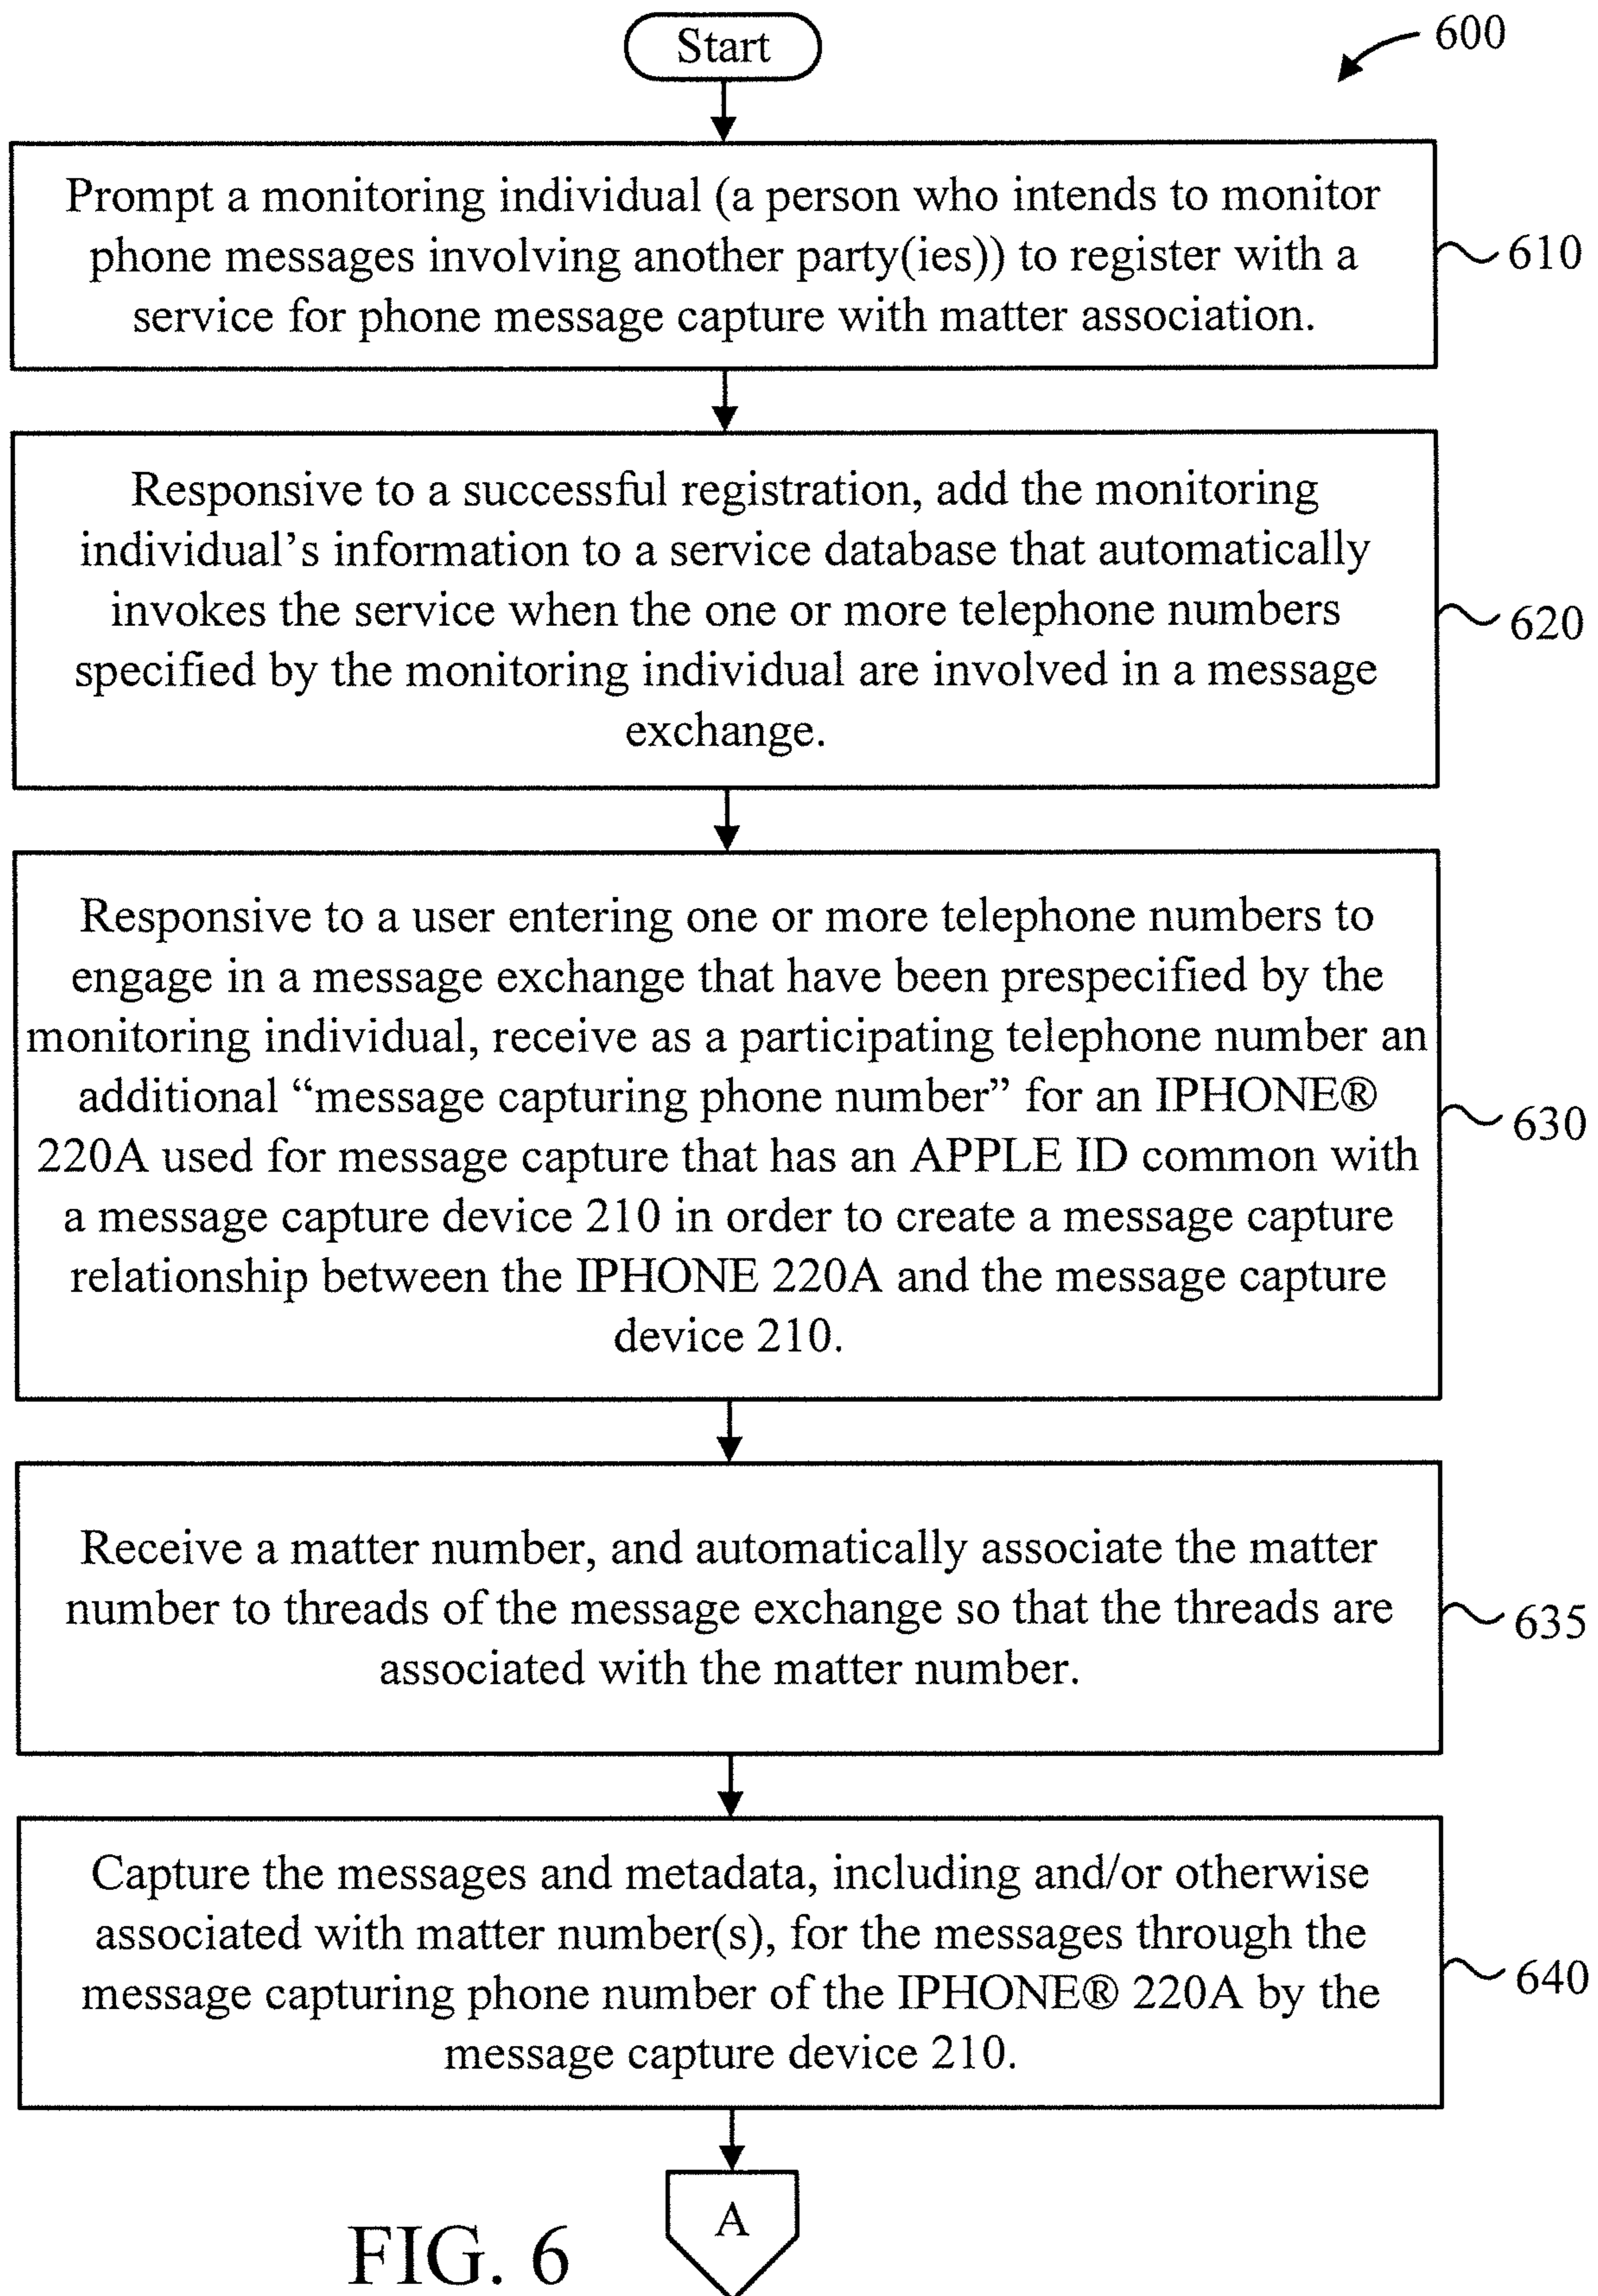 Start
600
Prompt a monitoring individual (a person who intends to monitor
phone messages involving another party(ies)) to register with a
service for phone message capture with matter association.
610
Responsive to a successful registration, add the monitoring
individual’s information to a service database that automatically
invokes the service when the one or more telephone numbers
specified by the monitoring individual are involved in a message
exchange.
620
Responsive to a user entering one or more telephone numbers to
engage in a message exchange that have been prespecified by the
monitoring individual, receive as a participating telephone number an
additional “message capturing phone number” for an IPHONE®
220A used for message capture that has an APPLE ID common with
a message capture device 210 in order to create a message capture
relationship between the IPHONE 220A and the message capture
device 210.
630
Receive a matter number, and automatically associate the matter
number to threads of the message exchange so that the threads are
associated with the matter number.
635
Capture the messages and metadata, including and/or otherwise
associated with matter number(s), for the messages through the
message capturing phone number of the IPHONE® 220A by the
message capture device 210.
640
A
FIG. 6